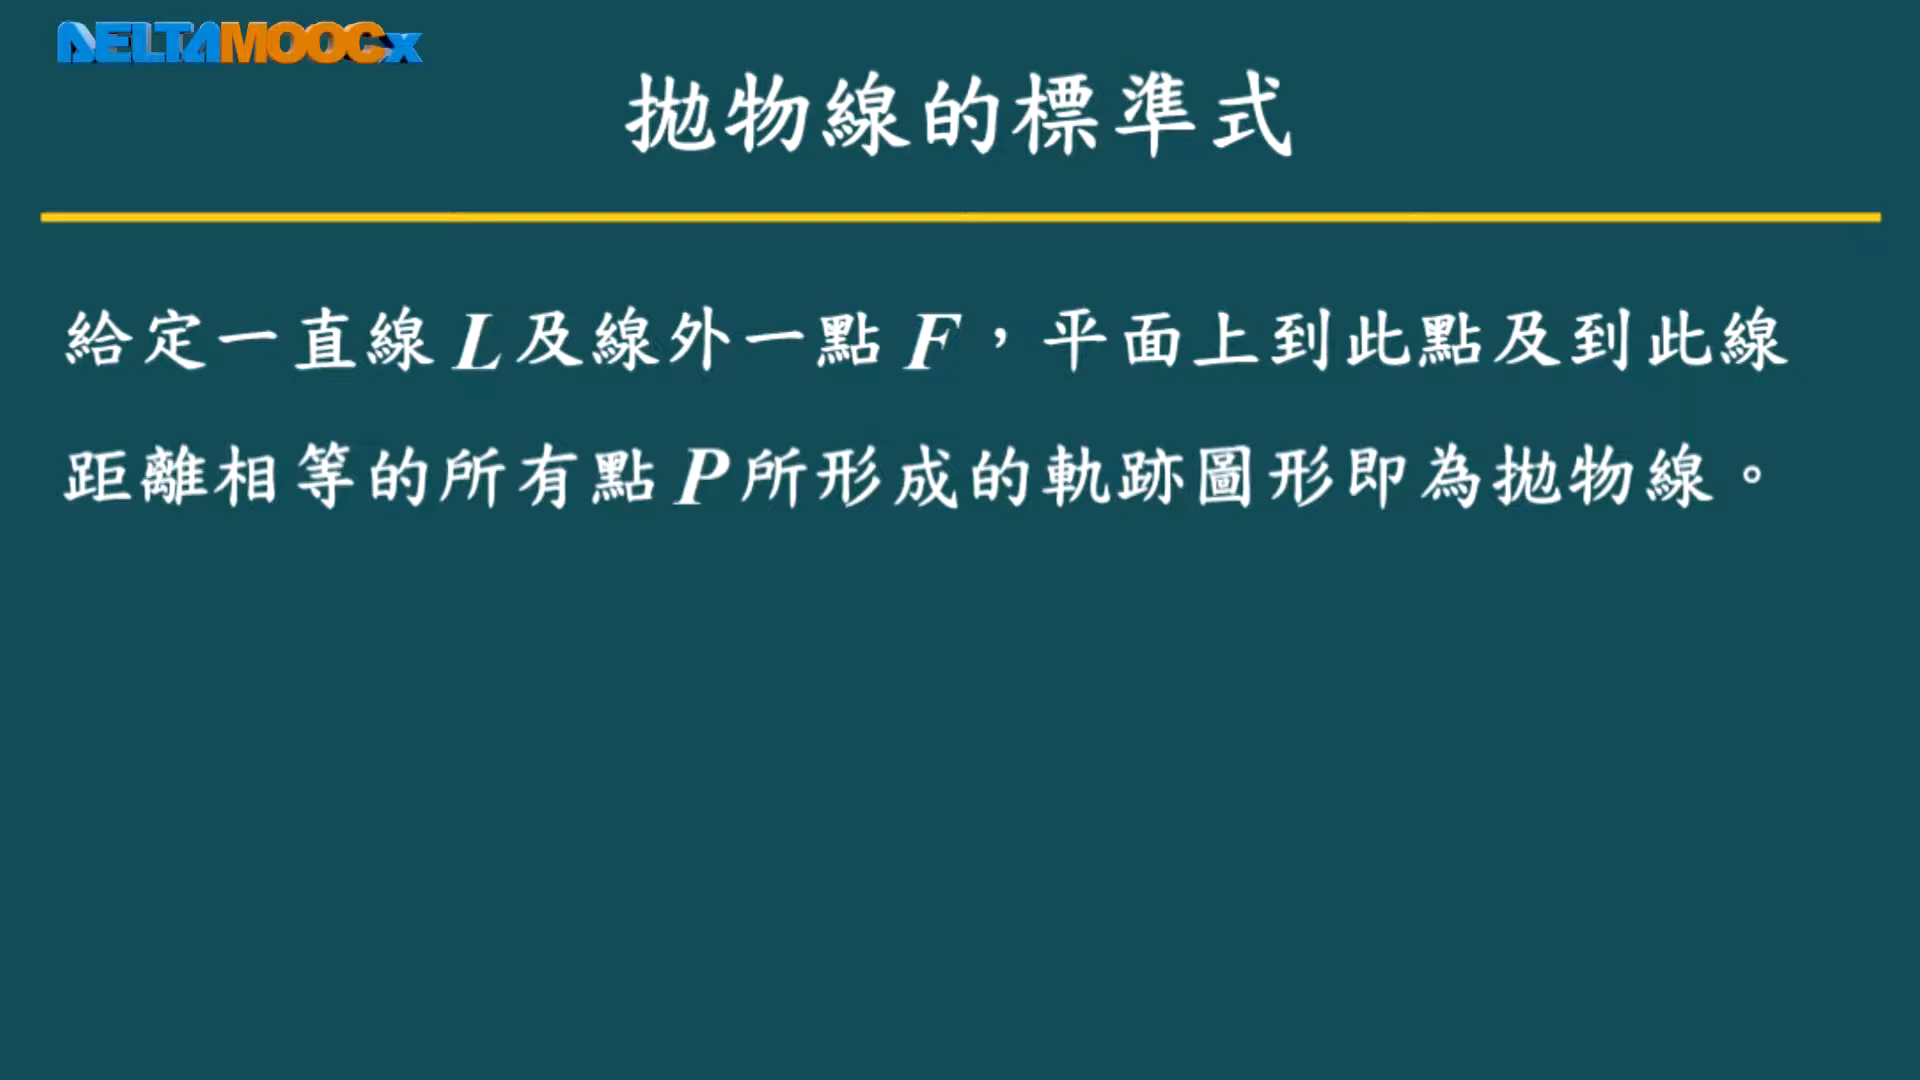 DELTAMOOCx
拋物線的標準式
給定一直線 L 及線外一點 F，平面上到此點及到此線
距離相等的所有點 P 所形成的軌跡圖形即為拋物線。